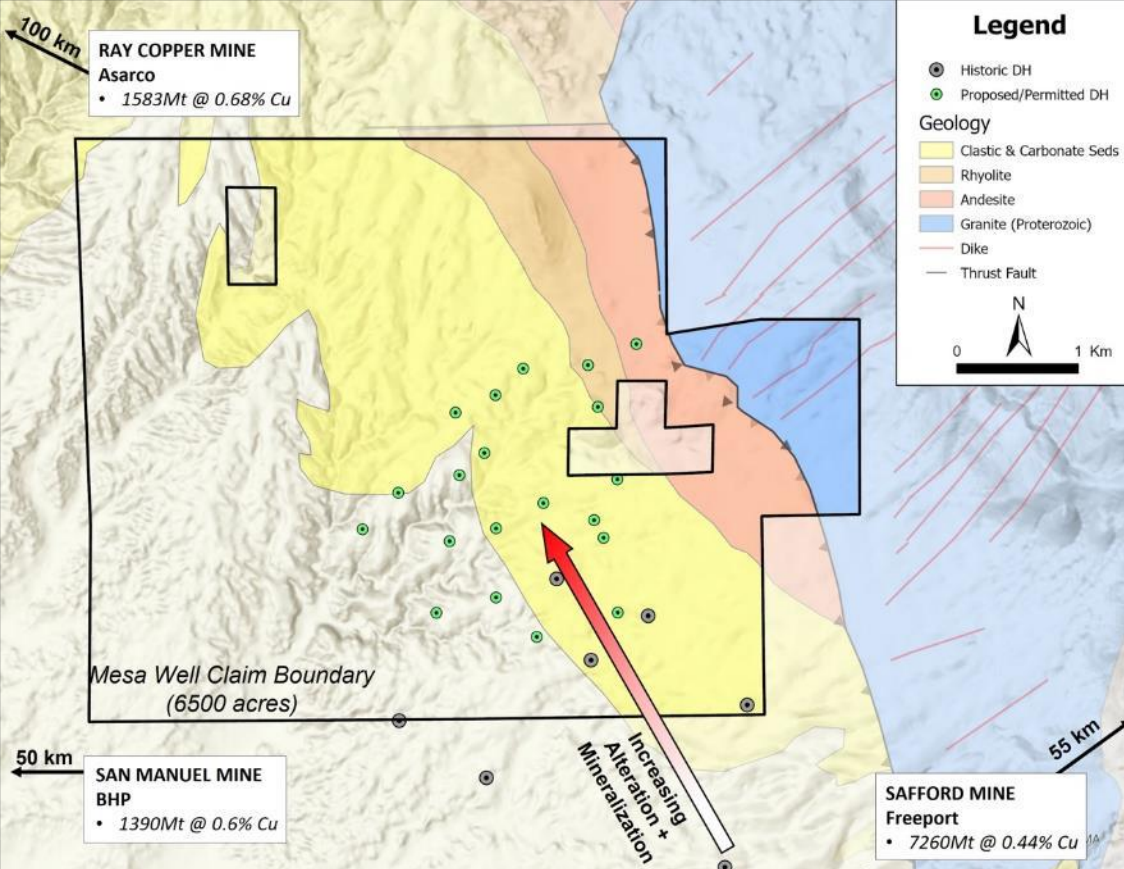 100 km
RAY COPPER MINE
Asarco
• 1583Mt @ 0.68% Cu
Legend
Historic DH
Proposed/Permitted DH
Geology
Clastic & Carbonate Seds
Rhyolite
Andesite
Granite (Proterozoic)
Dike
Thrust Fault
N
0 1 Km
Mesa Well Claim Boundary
(6500 acres)
Increasing
Alteration +
Mineralization
50 km
SAN MANUEL MINE
BHP
• 1390Mt @ 0.6% Cu
55 km
SAFFORD MINE
Freeport
• 7260Mt @ 0.44% Cu